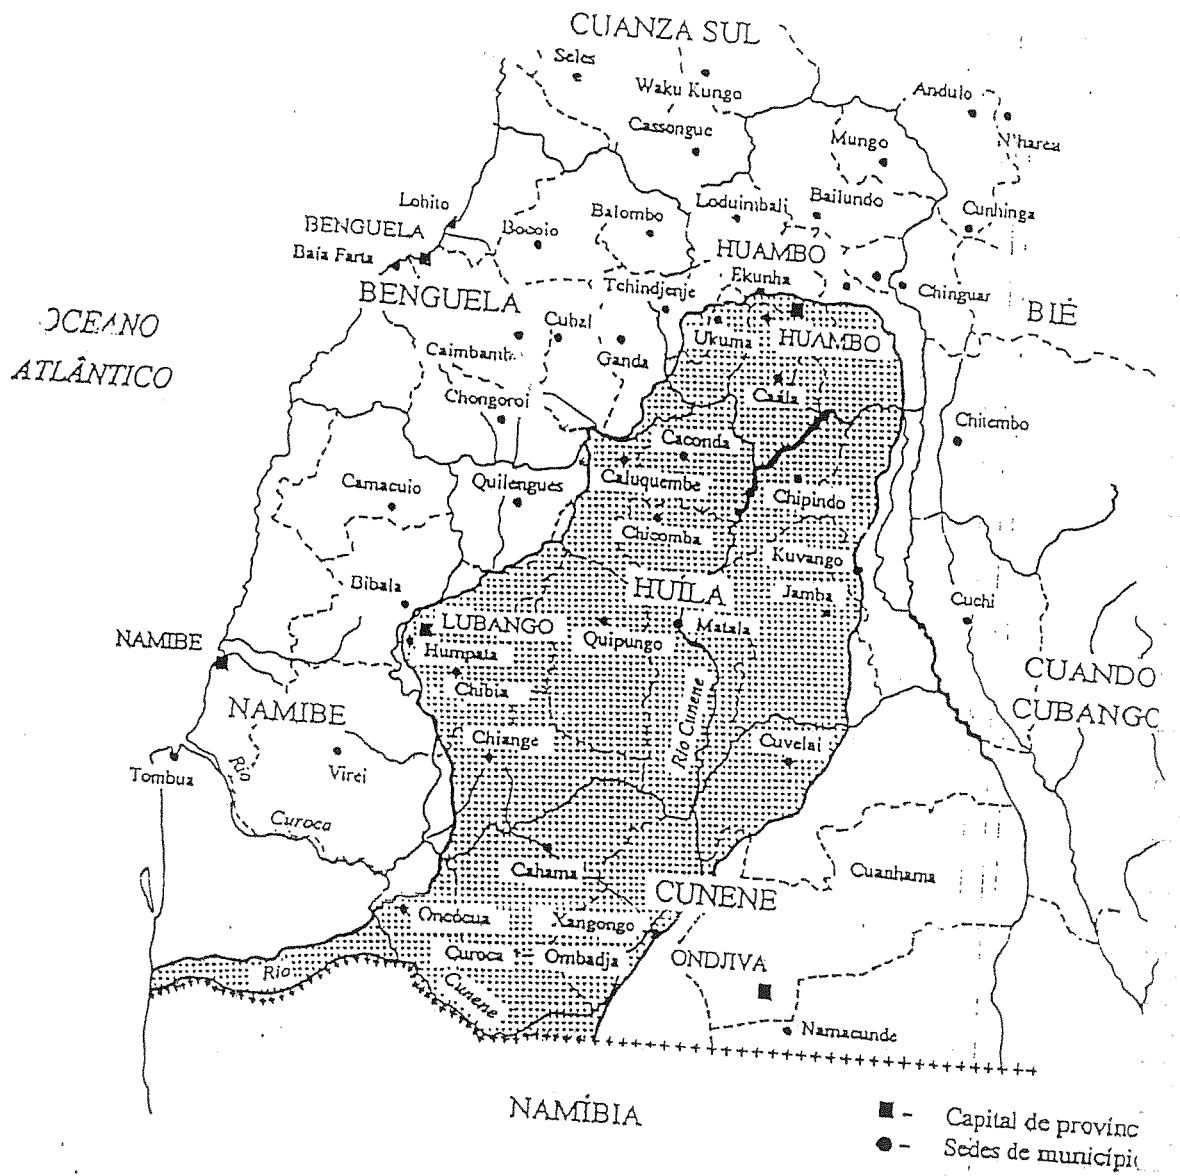 CUANZA SUL
Seles
Waku Kungo
Andulo
N'harea
Cassongue
Mungo
Lobito
Balombo
Loduimbali
Bailundo
Cunhinga
BENGUELA
Bocoio
HUAMBO
Baía Farta
Ekunha
Chinguar
BENGUELA
Tchindjenje
BIÉ
OCEANO
ATLÂNTICO
Cubal
Ukuma
HUAMBO
Caimbamb
Ganda
Caála
Chongoroi
Chitembo
Caconda
Camacuio
Quilengues
Caluquembe
Chipindo
Chicomba
Kuvango
Bibala
HUÍLA
Jamba
Cuchi
NAMIBE
LUBANGO
Quipungo
Matala
Humpata
Chibia
CUANDO
CUBANGO
NAMIBE
Rio Cunene
Chiange
Cuvelai
Tombua
Rio
Virei
Curoca
Cahama
Cuanhama
CUNENE
Oncócua
Xangongo
Curoca
Ombadja
ONDJIVA
Rio
Cunene
Namacunde
NAMÍBIA
- Capital de provínc
- Sedes de municípi